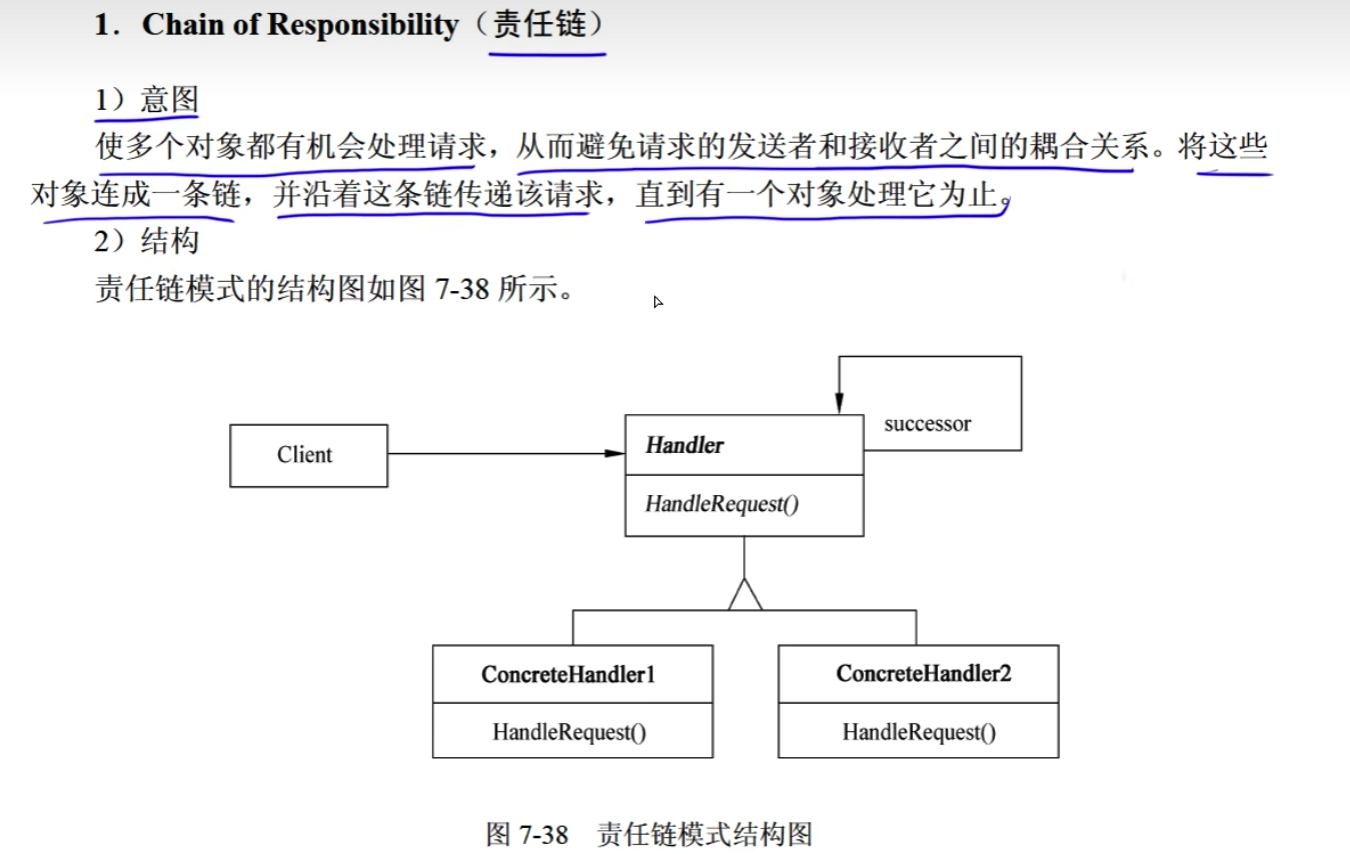 1. Chain of Responsibility（责任链）
1）意图
使多个对象都有机会处理请求，从而避免请求的发送者和接收者之间的耦合关系。将这些
对象连成一条链，并沿着这条链传递该请求，直到有一个对象处理它为止。
2）结构
责任链模式的结构图如图 7-38 所示。
successor
Client
Handler
HandleRequest()
ConcreteHandler1
ConcreteHandler2
HandleRequest()
HandleRequest()
图 7-38 责任链模式结构图